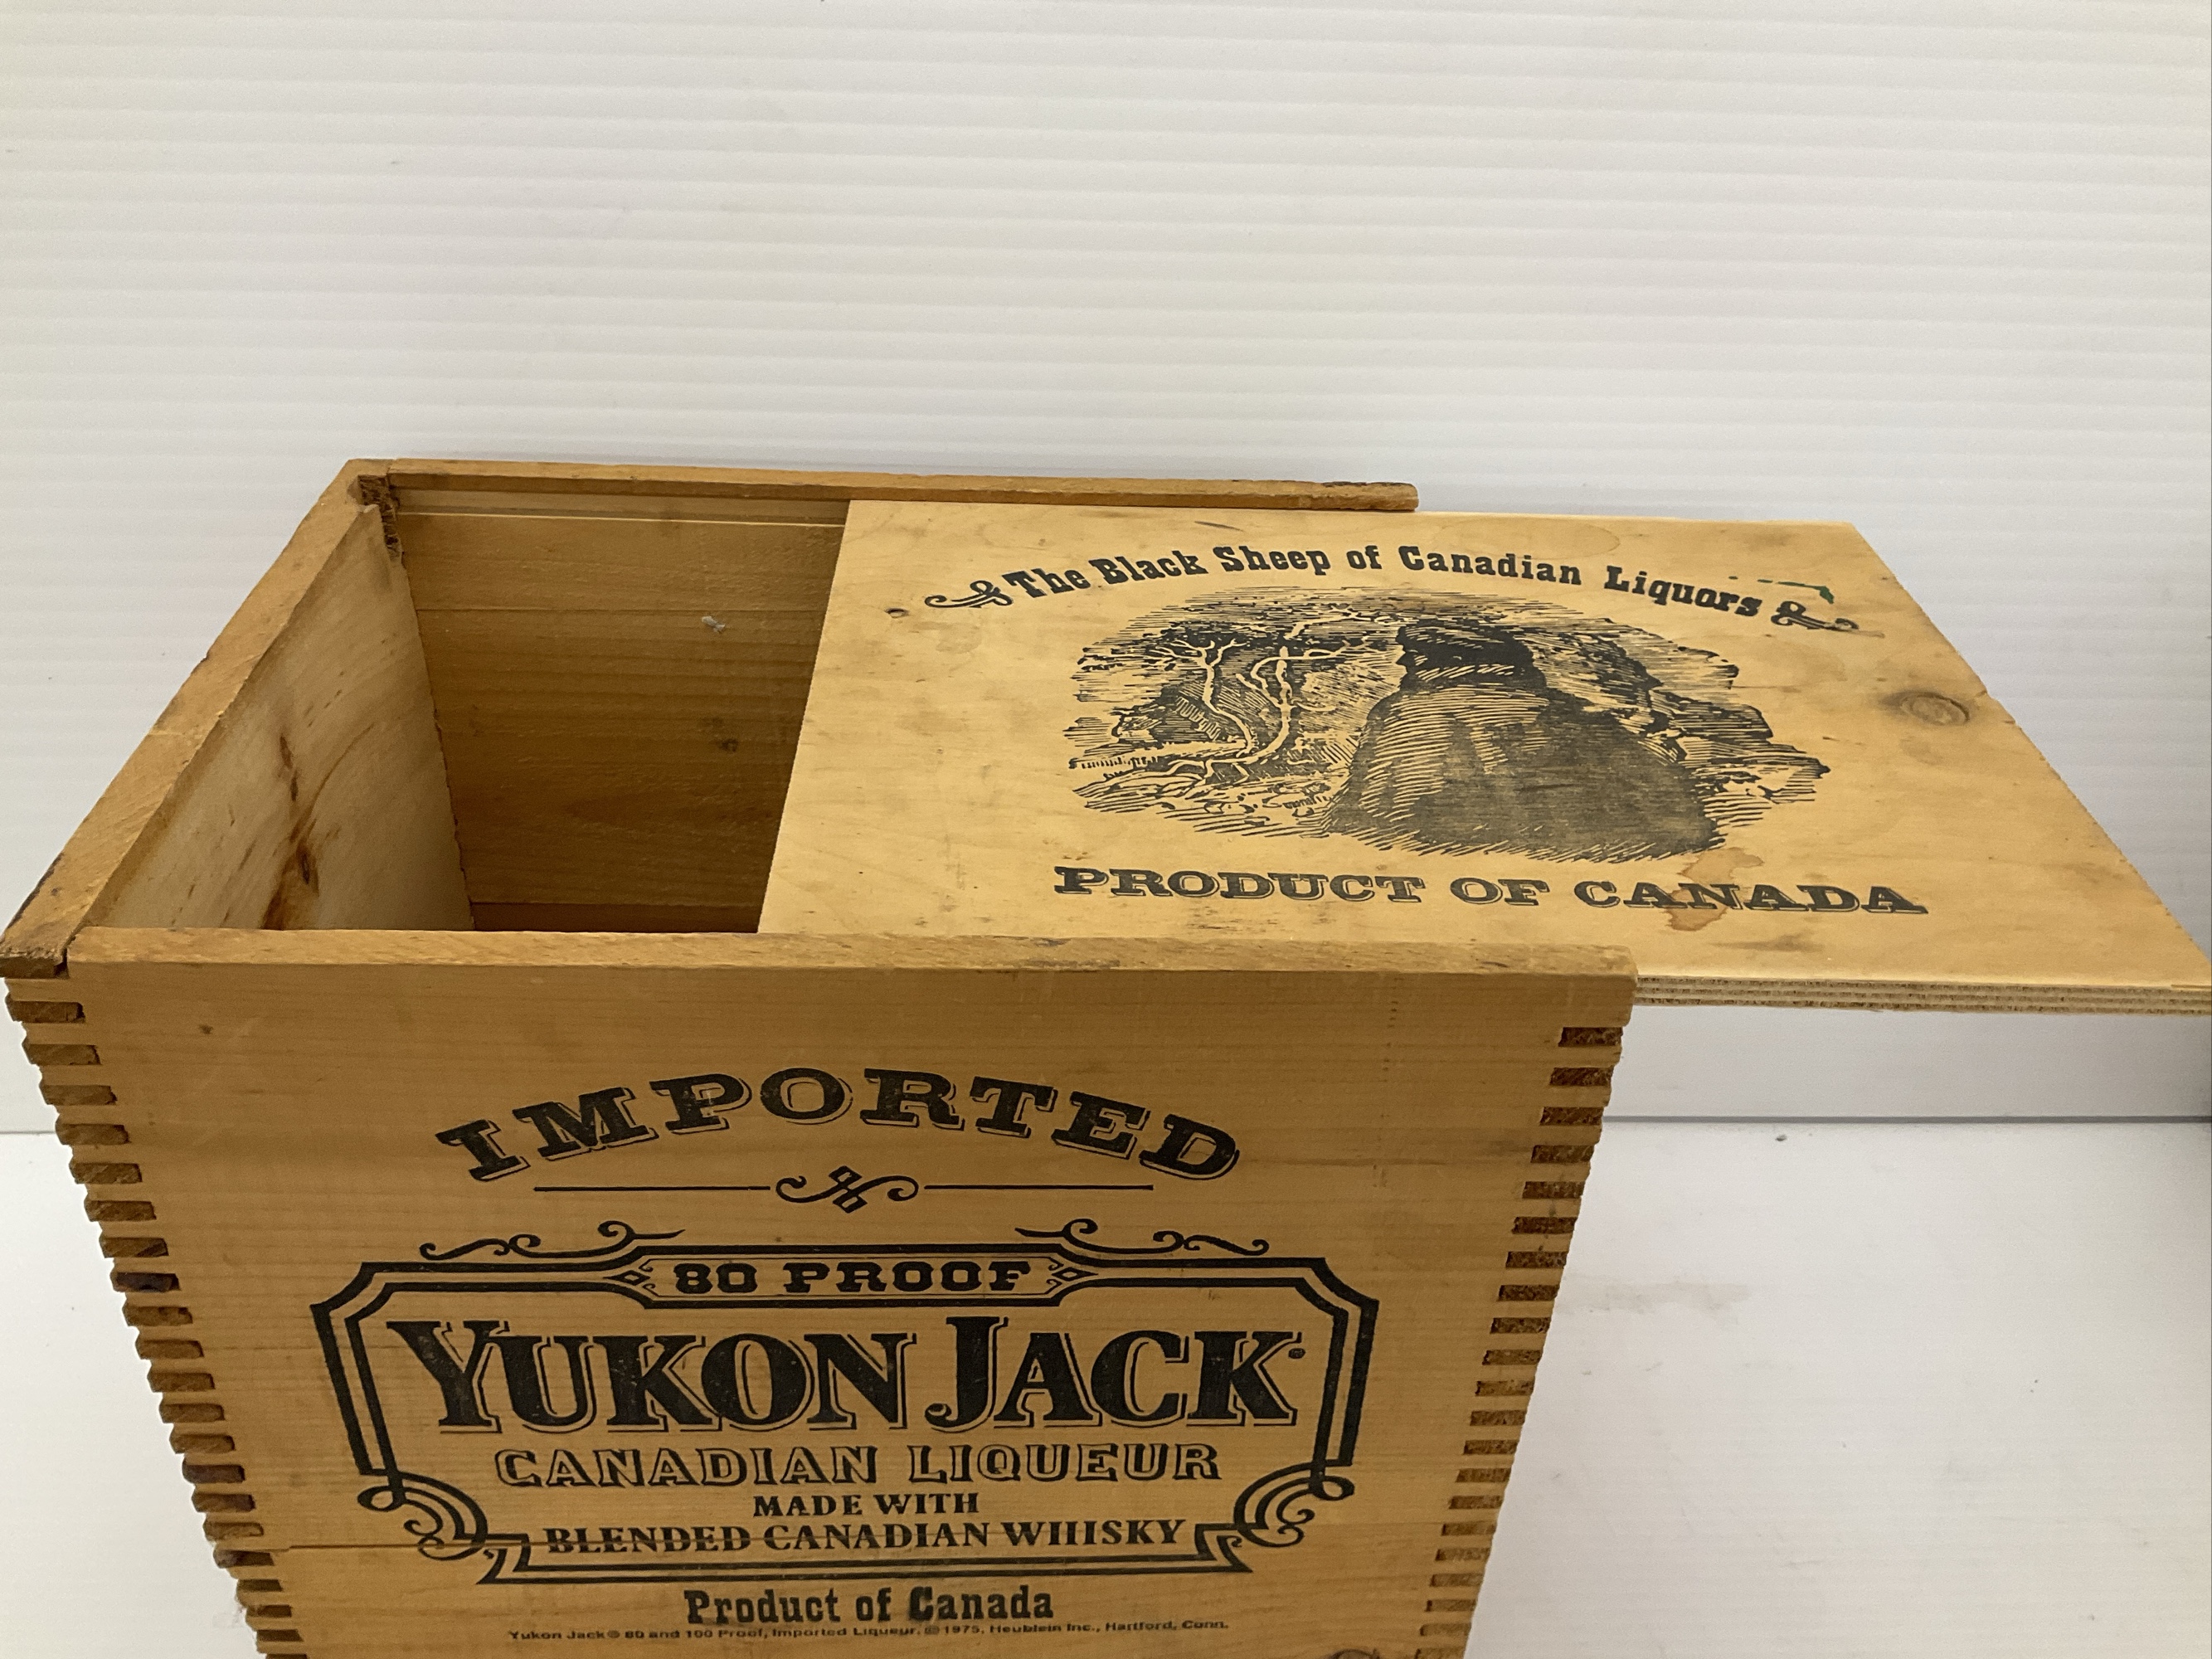 The Black Sheep of Canadian Liquors
PRODUCT OF CANADA
IMPORTED
80 PROOF
YUKON JACK
CANADIAN LIQUEUR
MADE WITH
BLENDED CANADIAN WHISKY
Product of Canada
Yukon Jack® 80 and 100 Proof, Imported Liqueur. © 1975, Heublein Inc., Hartford, Conn.